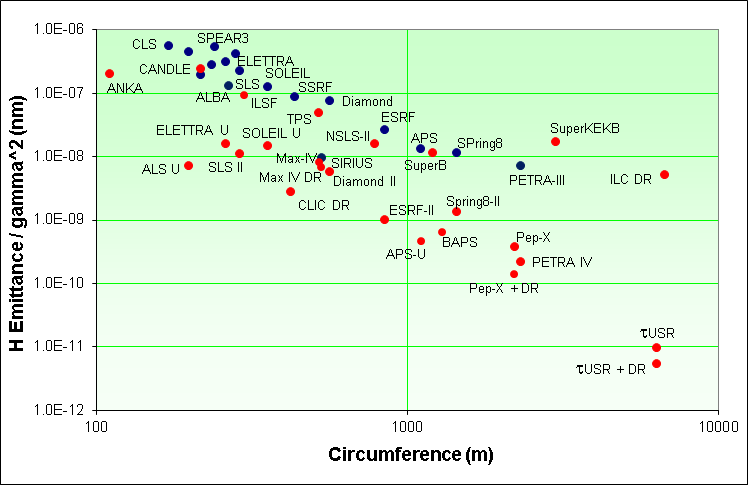 1.0E-06
1.0E-07
1.0E-08
1.0E-09
1.0E-10
1.0E-11
1.0E-12
H Emittance / gamma^2 (nm)
CLS
SPEAR3
ELETTRA
CANDLE
SOLEIL
ANKA
ALBA
SLS
ILSF
SSRF
Diamond
TPS
ESRF
ELETTRA U
SOLEIL U
NSLS-II
APS
SPring8
SuperKEKB
ALS U
SLS II
Max-IV
SIRIUS
SuperB
Max IV DR
Diamond II
PETRA-III
ILC DR
CLIC DR
ESRF-II
Spring8-II
APS-U
BAPS
Pep-X
PETRA IV
Pep-X + DR
τUSR
τUSR + DR
100
1000
10000
Circumference (m)